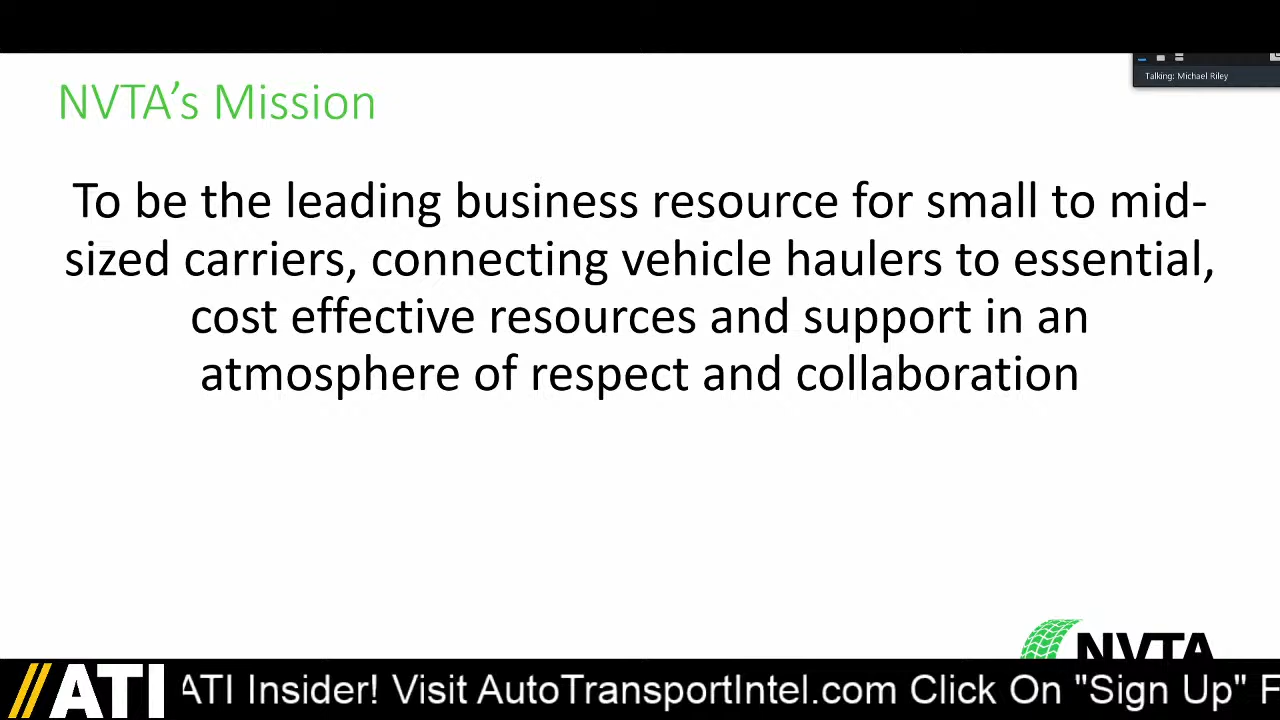 NVTA's Mission
Talking: Michael Riley
To be the leading business resource for small to mid-
sized carriers, connecting vehicle haulers to essential,
cost effective resources and support in an
atmosphere of respect and collaboration
NVTA
ATI
ATI Insider! Visit AutoTransportIntel.com Click On "Sign Up" F